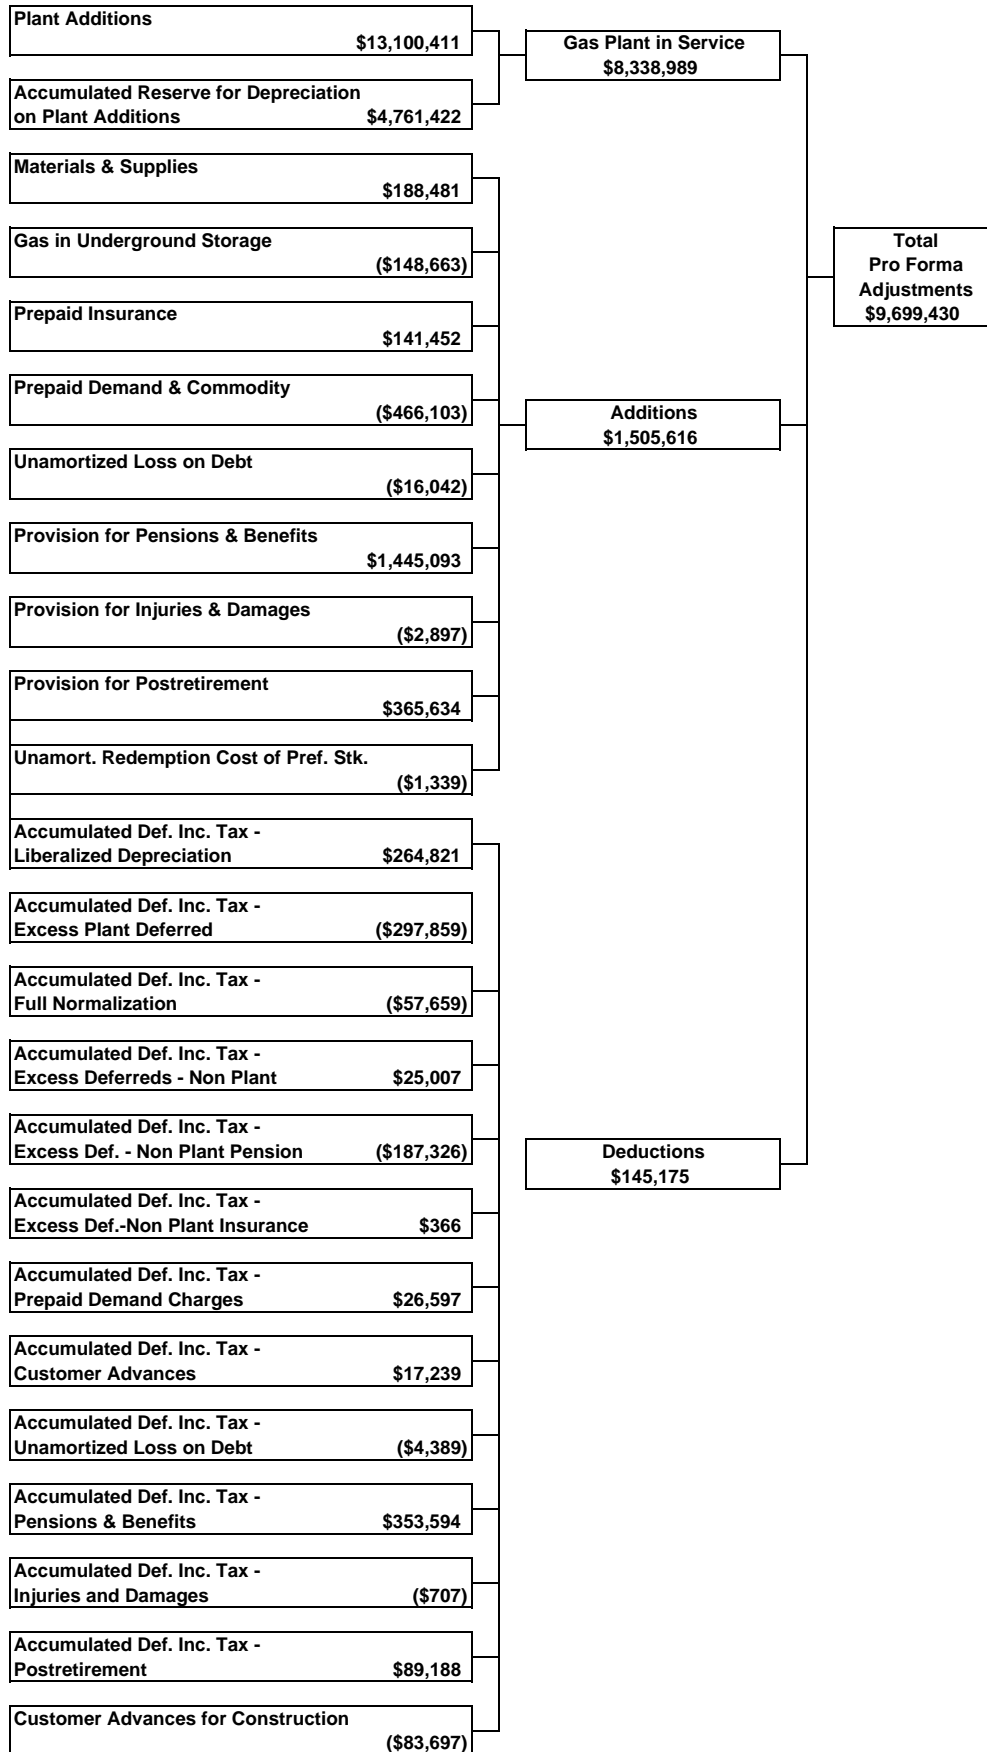 Plant Additions
$13,100,411
Accumulated Reserve for Depreciation
on Plant Additions $4,761,422
Gas Plant in Service
$8,338,989
Materials & Supplies
$188,481
Gas in Underground Storage
($148,663)
Prepaid Insurance
$141,452
Prepaid Demand & Commodity
($466,103)
Unamortized Loss on Debt
($16,042)
Provision for Pensions & Benefits
$1,445,093
Provision for Injuries & Damages
($2,897)
Provision for Postretirement
$365,634
Unamort. Redemption Cost of Pref. Stk.
($1,339)
Additions
$1,505,616
Total
Pro Forma
Adjustments
$9,699,430
Accumulated Def. Inc. Tax -
Liberalized Depreciation $264,821
Accumulated Def. Inc. Tax -
Excess Plant Deferred ($297,859)
Accumulated Def. Inc. Tax -
Full Normalization ($57,659)
Accumulated Def. Inc. Tax -
Excess Deferreds - Non Plant $25,007
Accumulated Def. Inc. Tax -
Excess Def. - Non Plant Pension ($187,326)
Accumulated Def. Inc. Tax -
Excess Def.-Non Plant Insurance $366
Accumulated Def. Inc. Tax -
Prepaid Demand Charges $26,597
Accumulated Def. Inc. Tax -
Customer Advances $17,239
Accumulated Def. Inc. Tax -
Unamortized Loss on Debt ($4,389)
Accumulated Def. Inc. Tax -
Pensions & Benefits $353,594
Accumulated Def. Inc. Tax -
Injuries and Damages ($707)
Accumulated Def. Inc. Tax -
Postretirement $89,188
Customer Advances for Construction
($83,697)
Deductions
$145,175